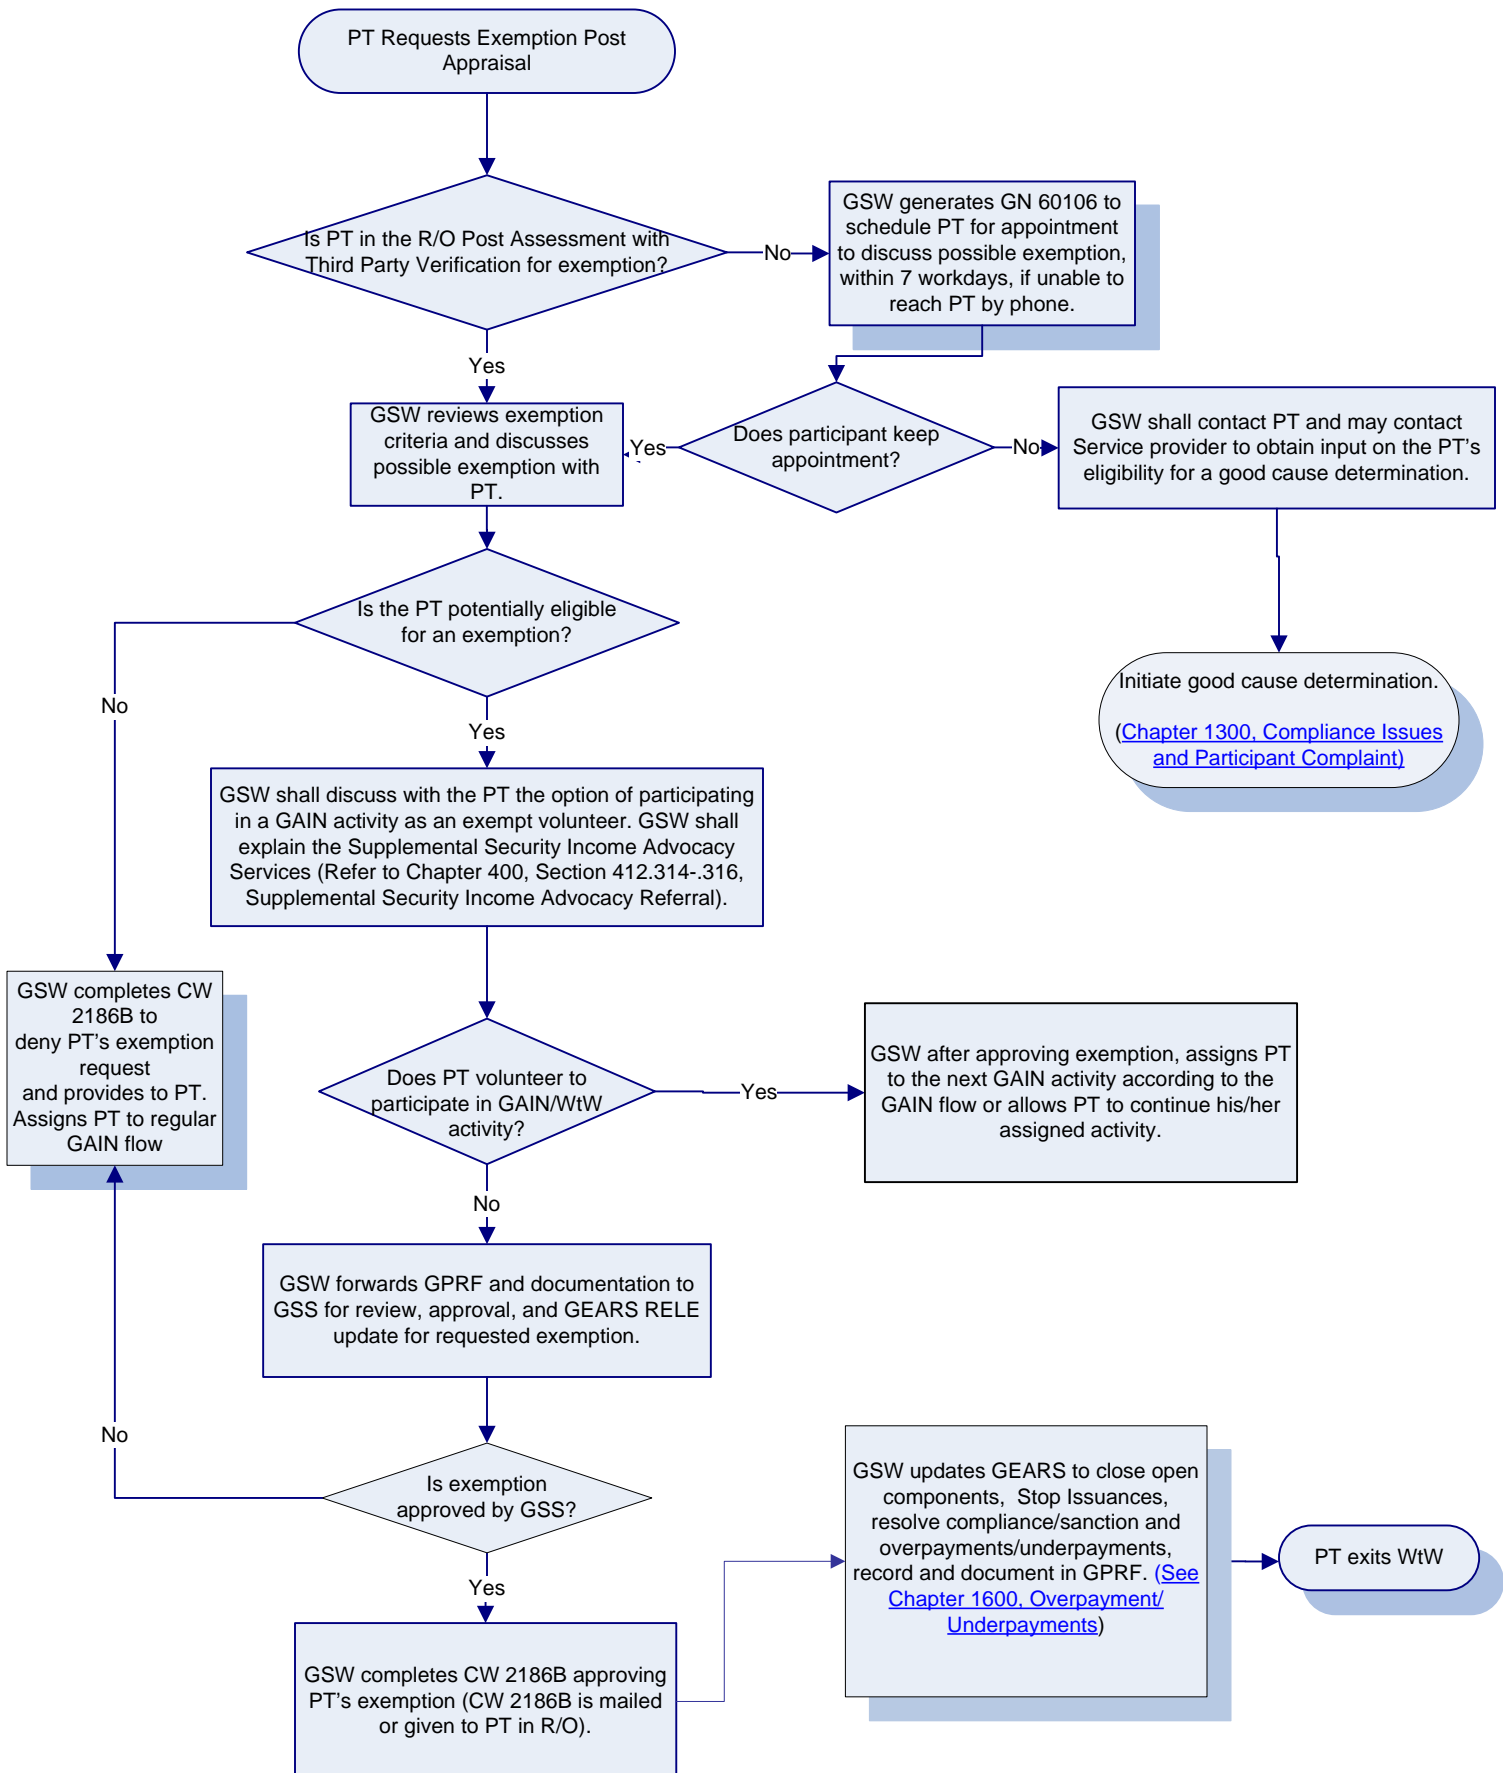 PT Requests Exemption Post
Appraisal
Is PT in the R/O Post Assessment with
Third Party Verification for exemption?
No
GSW generates GN 60106 to
schedule PT for appointment
to discuss possible exemption,
within 7 workdays, if unable to
reach PT by phone.
Yes
GSW reviews exemption
criteria and discusses
possible exemption with
PT.
Yes
Does participant keep
appointment?
No
GSW shall contact PT and may contact
Service provider to obtain input on the PT’s
eligibility for a good cause determination.
Is the PT potentially eligible
for an exemption?
Initiate good cause determination.
(Chapter 1300, Compliance Issues
and Participant Complaint)
No
Yes
GSW shall discuss with the PT the option of participating
in a GAIN activity as an exempt volunteer. GSW shall
explain the Supplemental Security Income Advocacy
Services (Refer to Chapter 400, Section 412.314-.316,
Supplemental Security Income Advocacy Referral).
GSW completes CW
2186B to
deny PT’s exemption
request
and provides to PT.
Assigns PT to regular
GAIN flow
Does PT volunteer to
participate in GAIN/WtW
activity?
Yes
GSW after approving exemption, assigns PT
to the next GAIN activity according to the
GAIN flow or allows PT to continue his/her
assigned activity.
No
GSW forwards GPRF and documentation to
GSS for review, approval, and GEARS RELE
update for requested exemption.
No
Is exemption
approved by GSS?
Yes
GSW updates GEARS to close open
components,  Stop Issuances,
resolve compliance/sanction and
overpayments/underpayments,
record and document in GPRF. (See
Chapter 1600, Overpayment/
Underpayments)
PT exits WtW
GSW completes CW 2186B approving
PT’s exemption (CW 2186B is mailed
or given to PT in R/O).